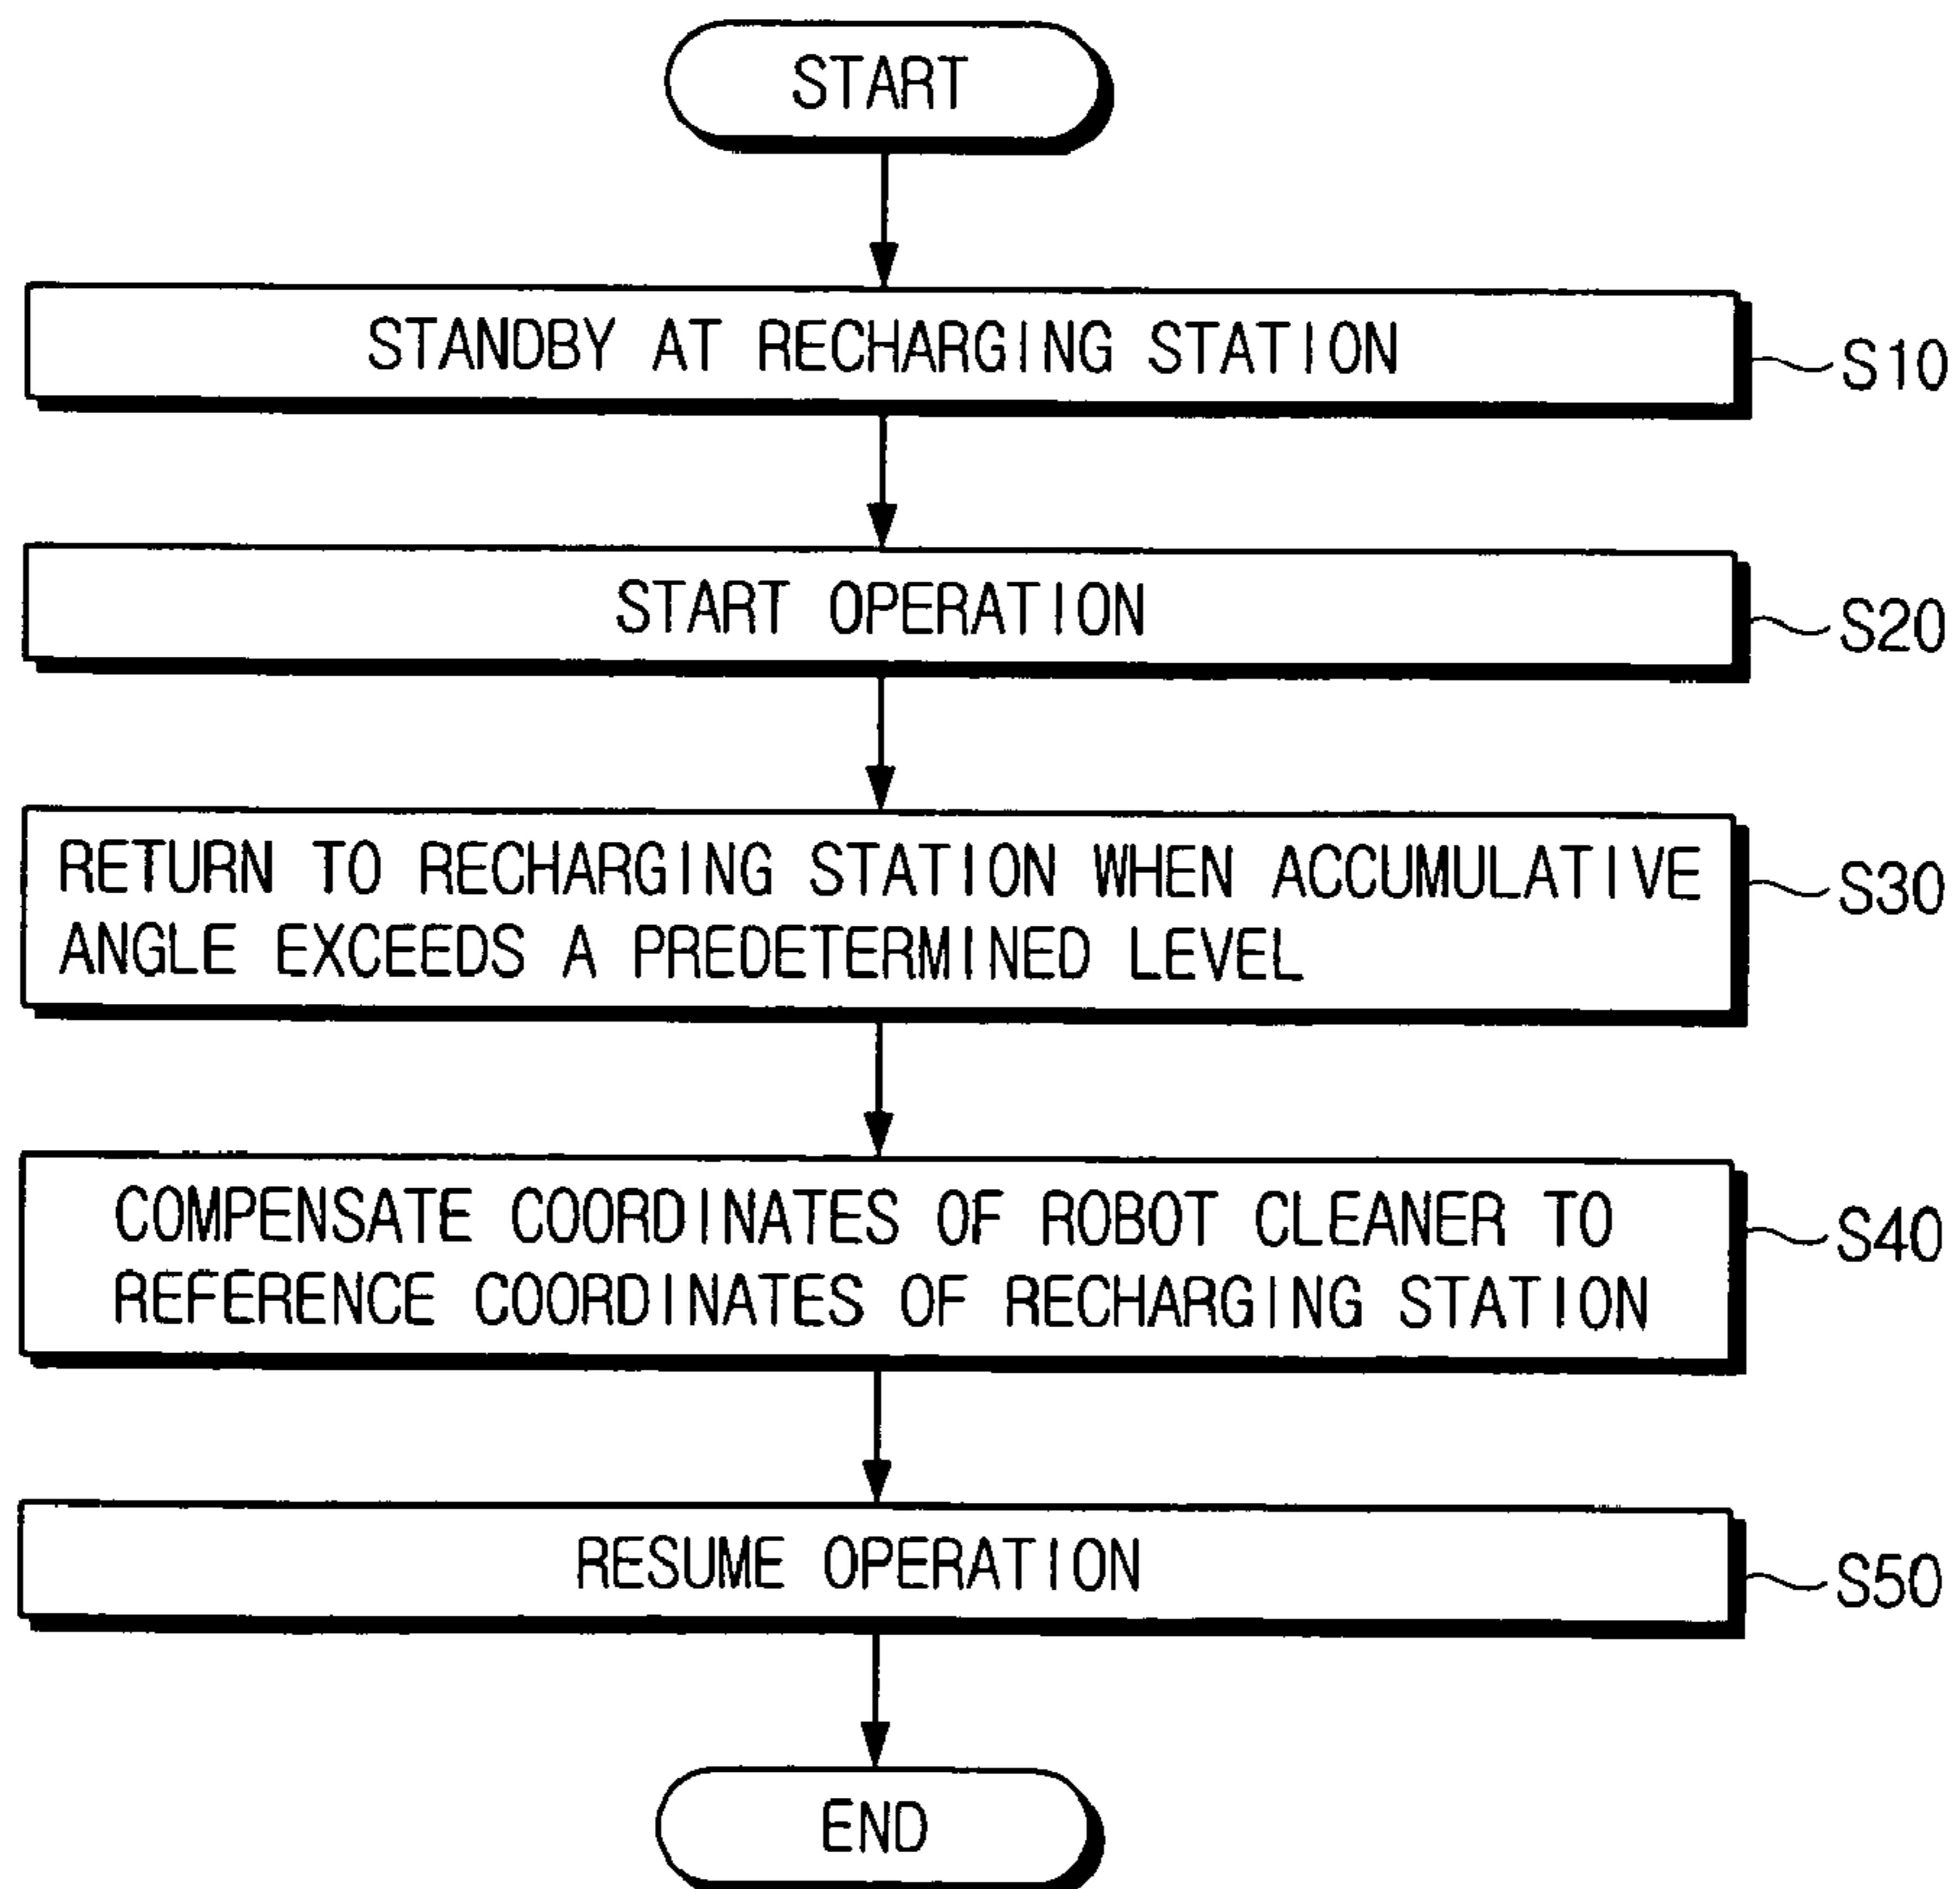 START
STANDBY AT RECHARGING STATION
S10
START OPERATION
S20
RETURN TO RECHARGING STATION WHEN ACCUMULATIVE
ANGLE EXCEEDS A PREDETERMINED LEVEL
S30
COMPENSATE COORDINATES OF ROBOT CLEANER TO
REFERENCE COORDINATES OF RECHARGING STATION
S40
RESUME OPERATION
S50
END